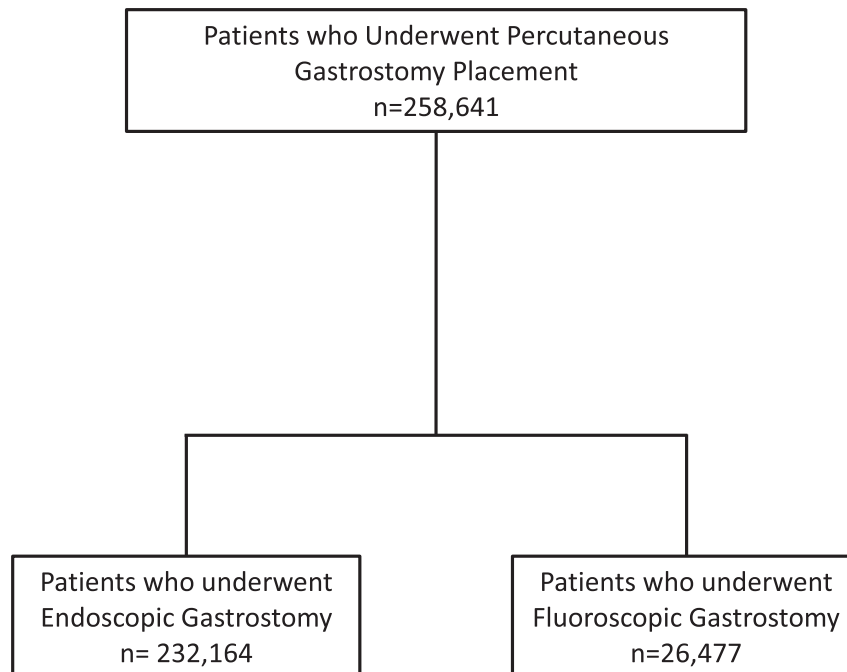 Patients who Underwent Percutaneous
Gastrostomy Placement
n=258,641
Patients who underwent
Endoscopic Gastrostomy
n= 232,164
Patients who underwent
Fluoroscopic Gastrostomy
n=26,477